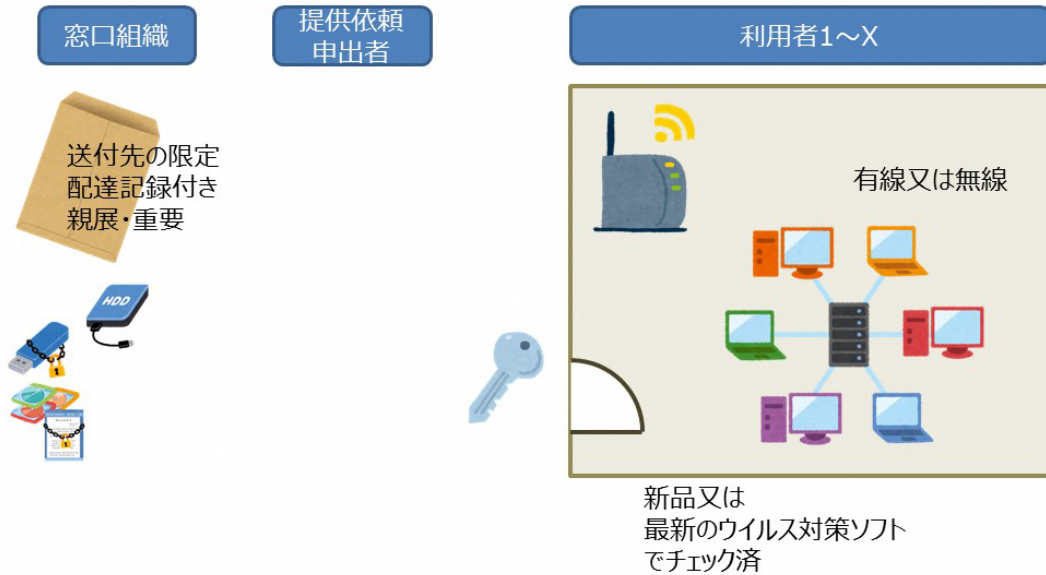 窓口組織
提供依頼
申出者
利用者1～X
送付先の限定
配達記録付き
親展・重要
有線又は無線
HDD
新品又は
最新のウイルス対策ソフト
でチェック済